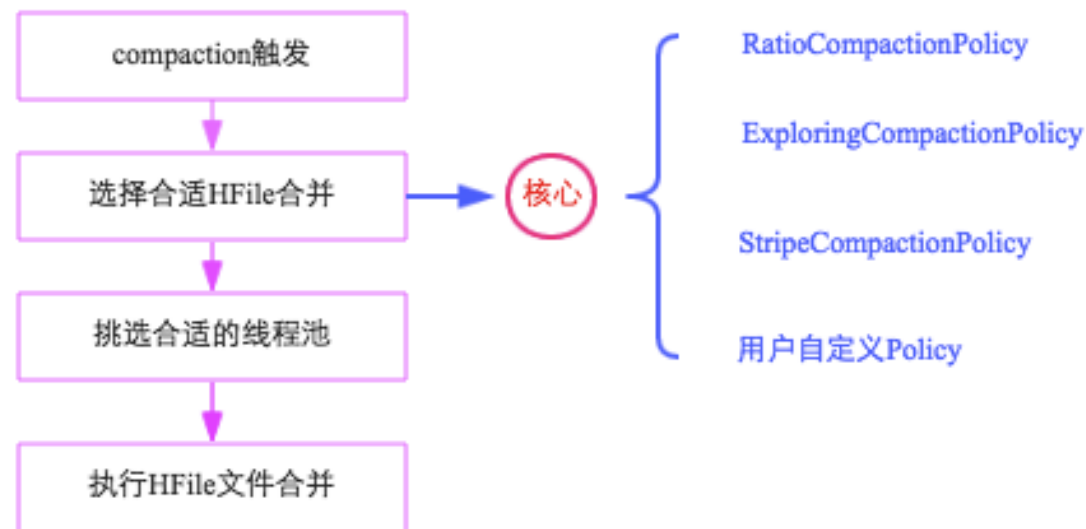 compaction触发
选择合适HFile合并
挑选合适的线程池
执行HFile文件合并
核心
RatioCompactionPolicy
ExploringCompactionPolicy
StripeCompactionPolicy
用户自定义Policy